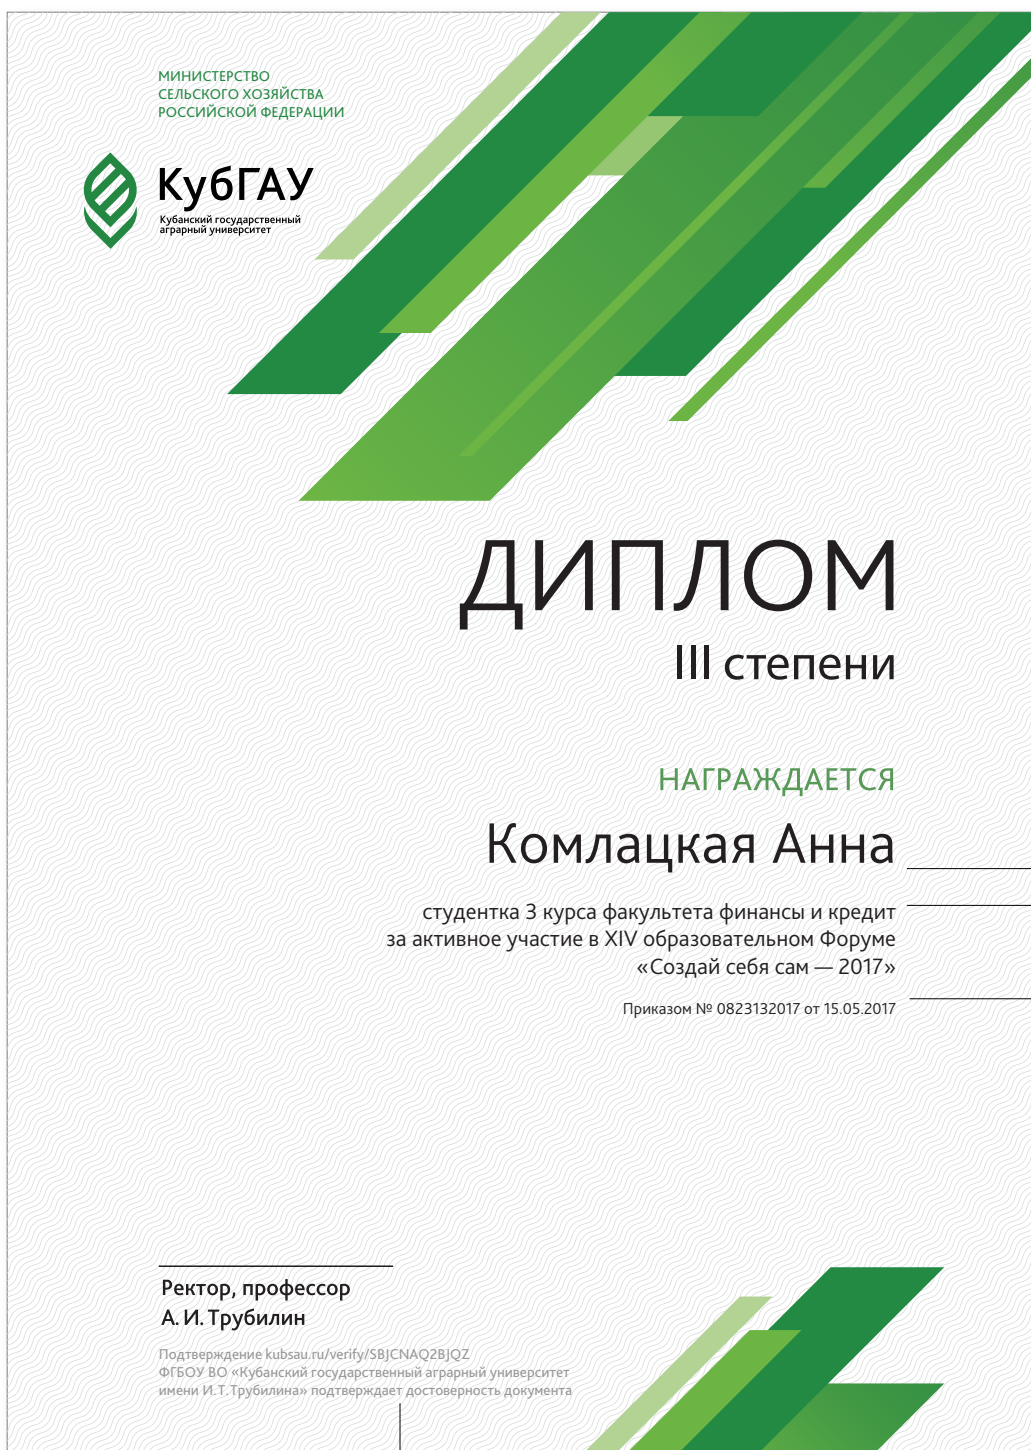 МИНИСТЕРСТВО
СЕЛЬСКОГО ХОЗЯЙСТВА
РОССИЙСКОЙ ФЕДЕРАЦИИ
КубГАУ
Кубанский государственный
аграрный университет
ДИПЛОМ
III степени
НАГРАЖДАЕТСЯ
Комлацкая Анна
студентка 3 курса факультета финансы и кредит
за активное участие в XIV образовательном Форуме
«Создай себя сам — 2017»
Приказом № 0823132017 от 15.05.2017
Ректор, профессор
А. И. Трубилин
Подтверждение kubsau.ru/verify/SBJCNAQ2BJQZ
ФГБОУ ВО «Кубанский государственный аграрный университет
имени И. Т. Трубилина» подтверждает достоверность документа